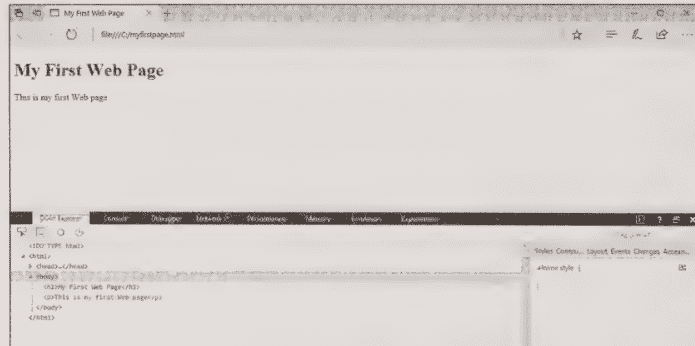 My First Web Page
file:///C:/myfirstpage.html
My First Web Page
This is my first Web page
DOM Explorer Console Debugger Network Performance Memory Emulation Experiments
<!DOCTYPE html>
<html>
<head>…</head>
<body>
<h1>My First Web Page</h1>
<p>This is my first Web page</p>
</body>
</html>
Styles Compu... Layout Events Changes
inline style {
}